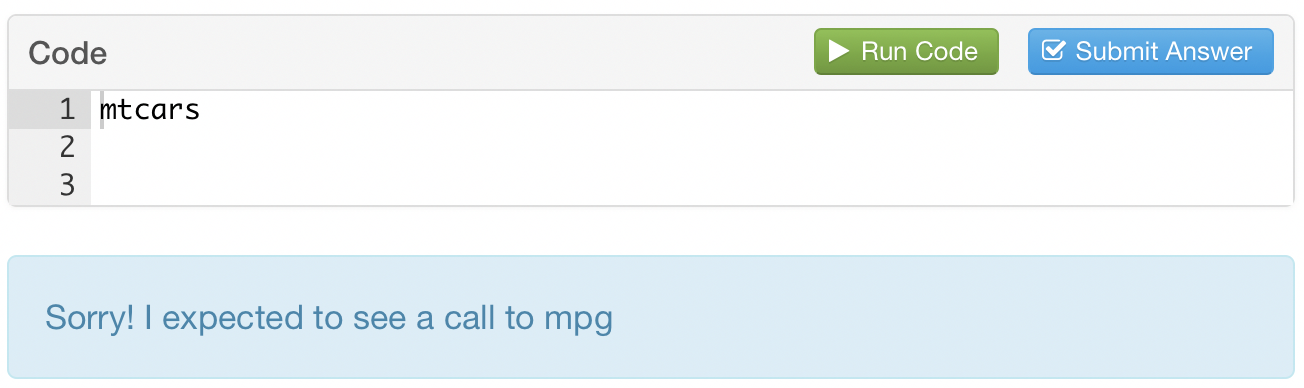 Code Run Code Submit Answer
1 mtcars
2
3
Sorry! I expected to see a call to mpg